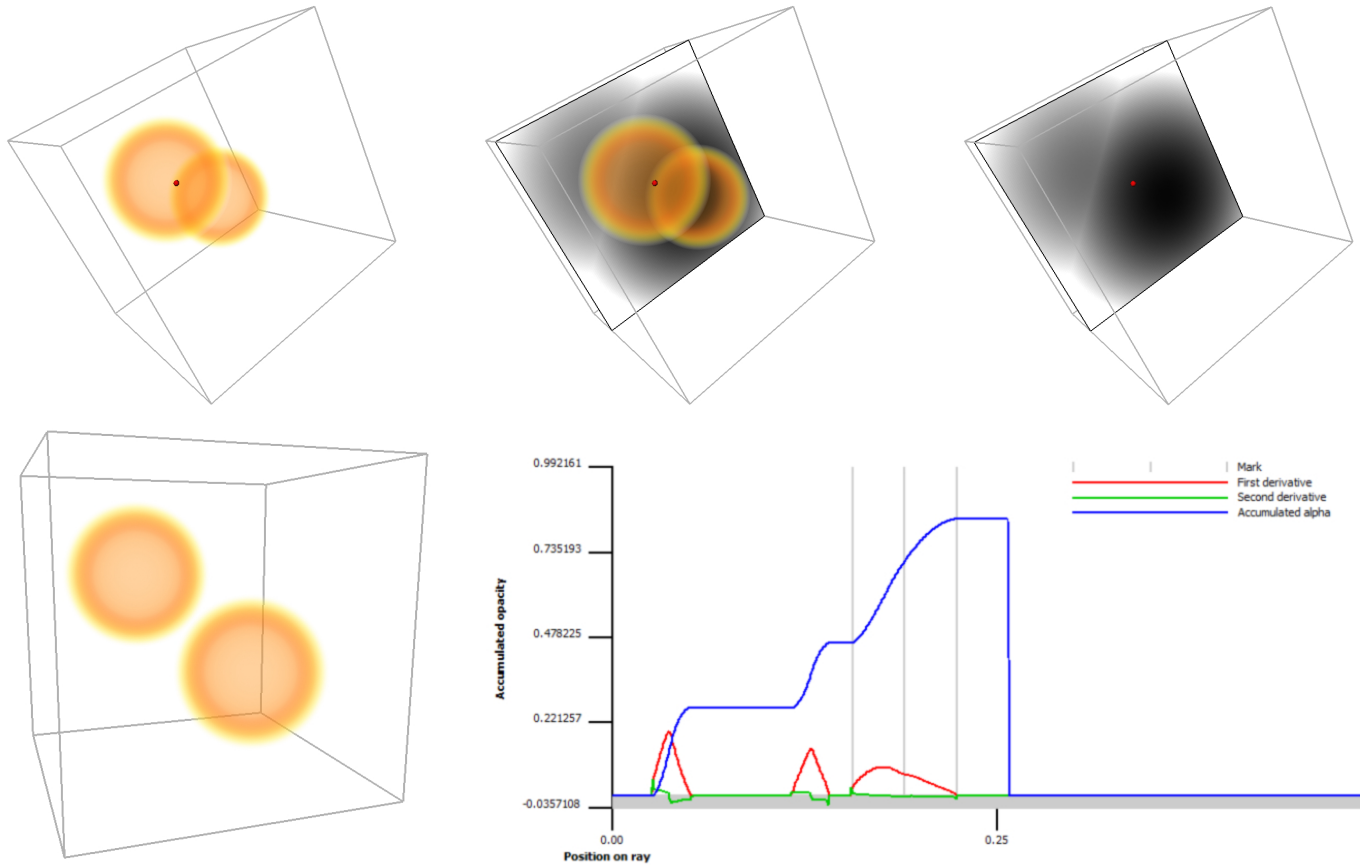 0.992161
Mark
First derivative
Second derivative
Accumulated alpha
0.735193
Accumulated opacity
0.478225
0.221257
-0.0357108
0.00
0.25
Position on ray